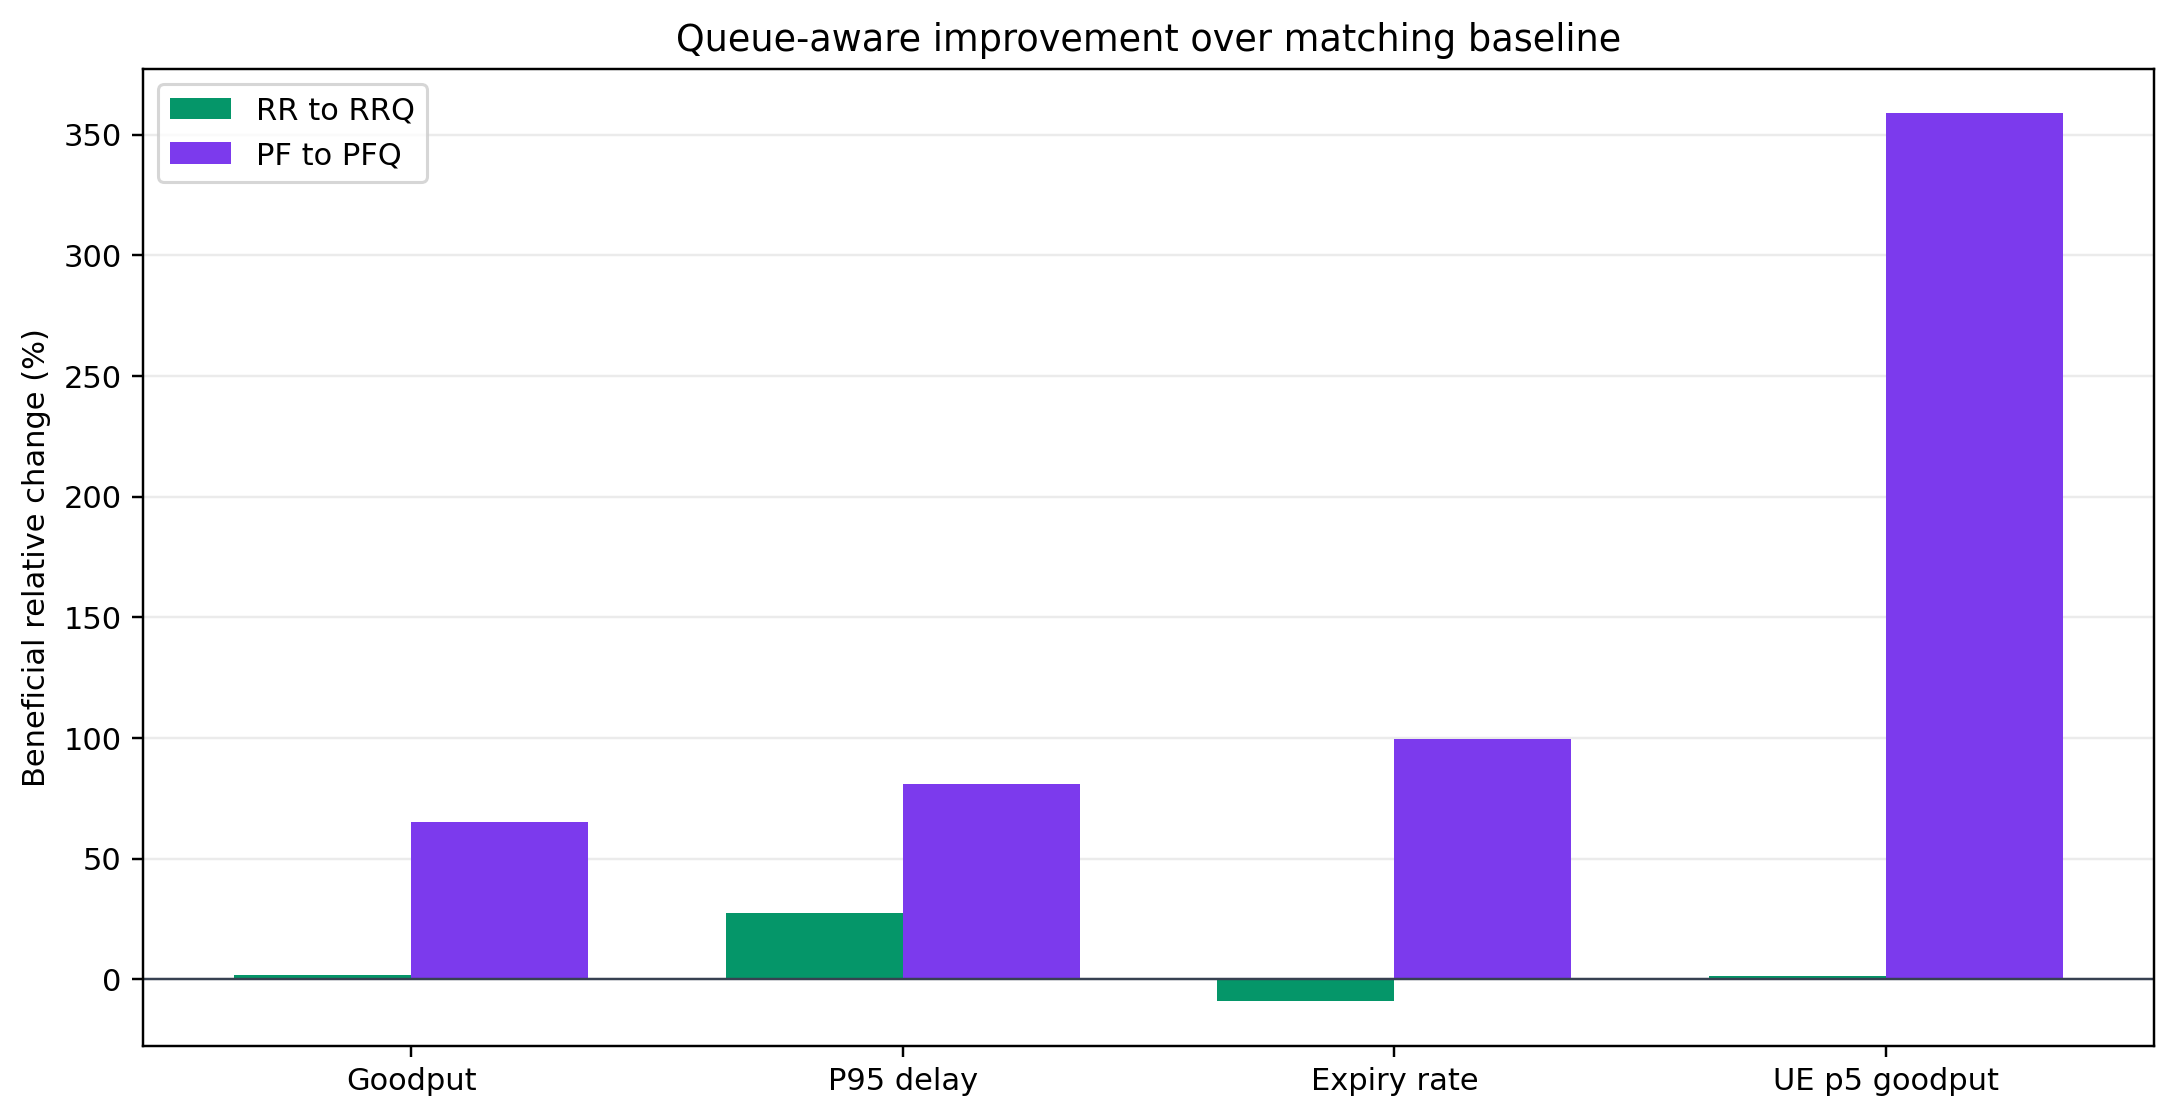 Queue-aware improvement over matching baseline
RR to RRQ
PF to PFQ
Beneficial relative change (%)
350
300
250
200
150
100
50
0
Goodput
P95 delay
Expiry rate
UE p5 goodput